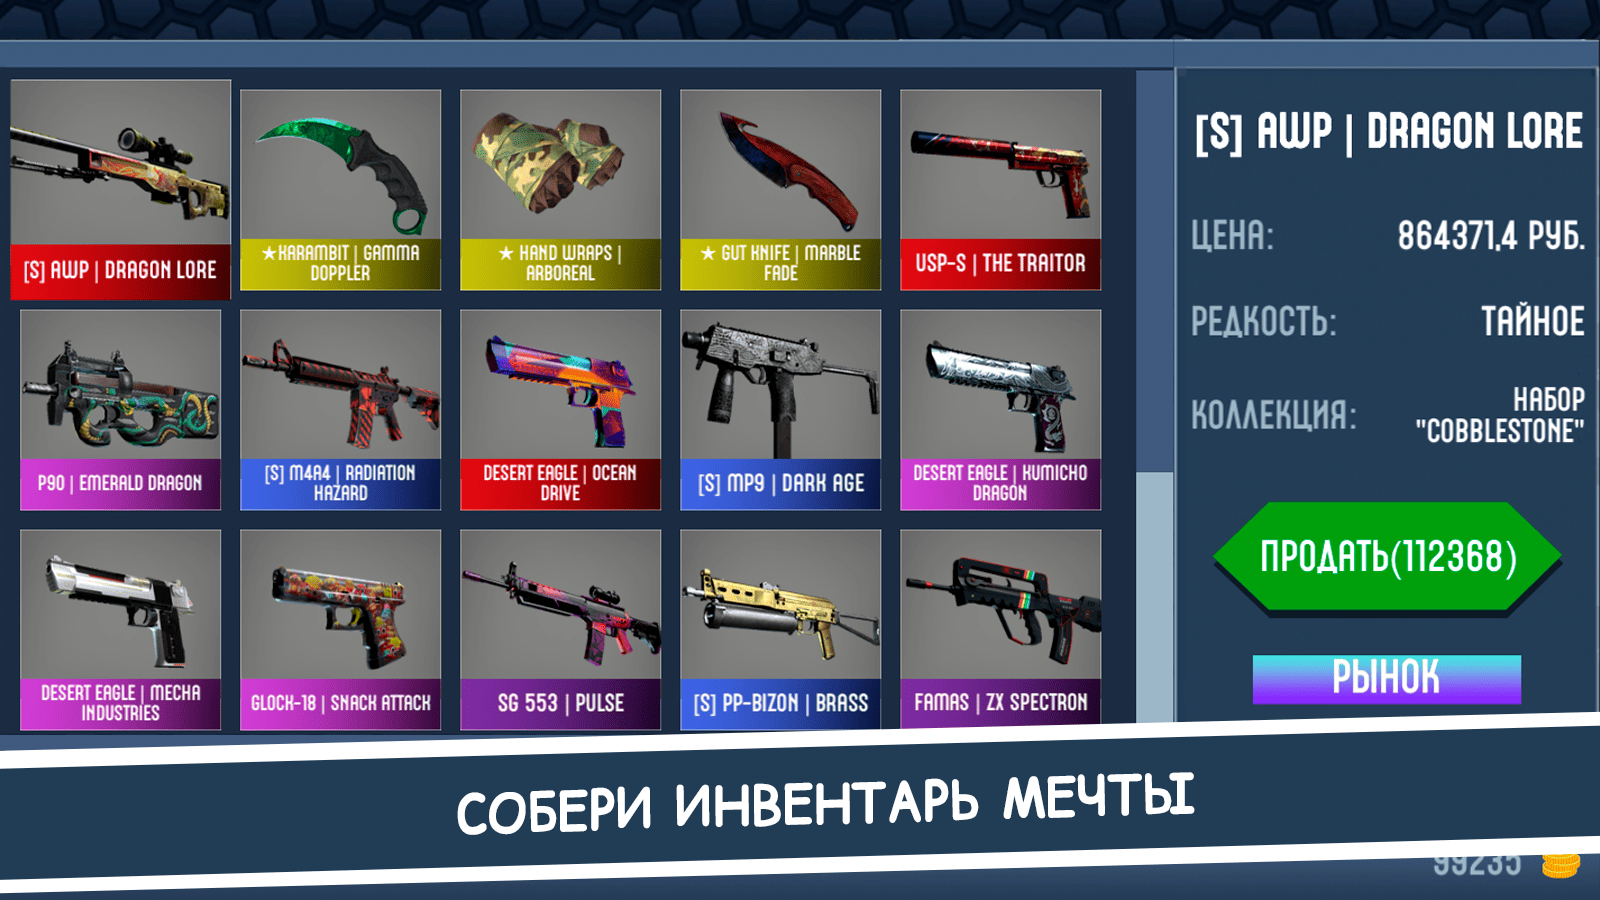 [S] AWP | DRAGON LORE
★KARAMBIT | GAMMA
DOPPLER
★ HAND WRAPS |
ARBOREAL
★ GUT KNIFE | MARBLE
FADE
USP-S | THE TRAITOR
P90 | EMERALD DRAGON
[S] M4A4 | RADIATION
HAZARD
DESERT EAGLE | OCEAN
DRIVE
[S] MP9 | DARK AGE
DESERT EAGLE | KUMICHO
DRAGON
DESERT EAGLE | MECHA
INDUSTRIES
GLOCK-18 | SNACK ATTACK
SG 553 | PULSE
[S] PP-BIZON | BRASS
FAMAS | ZX SPECTRON
[S] AWP | DRAGON LORE
ЦЕНА: 864371,4 РУБ.
РЕДКОСТЬ: ТАЙНОЕ
КОЛЛЕКЦИЯ: НАБОР
"COBBLESTONE"
ПРОДАТЬ(112368)
РЫНОК
СОБЕРИ ИНВЕНТАРЬ МЕЧТЫ
99235